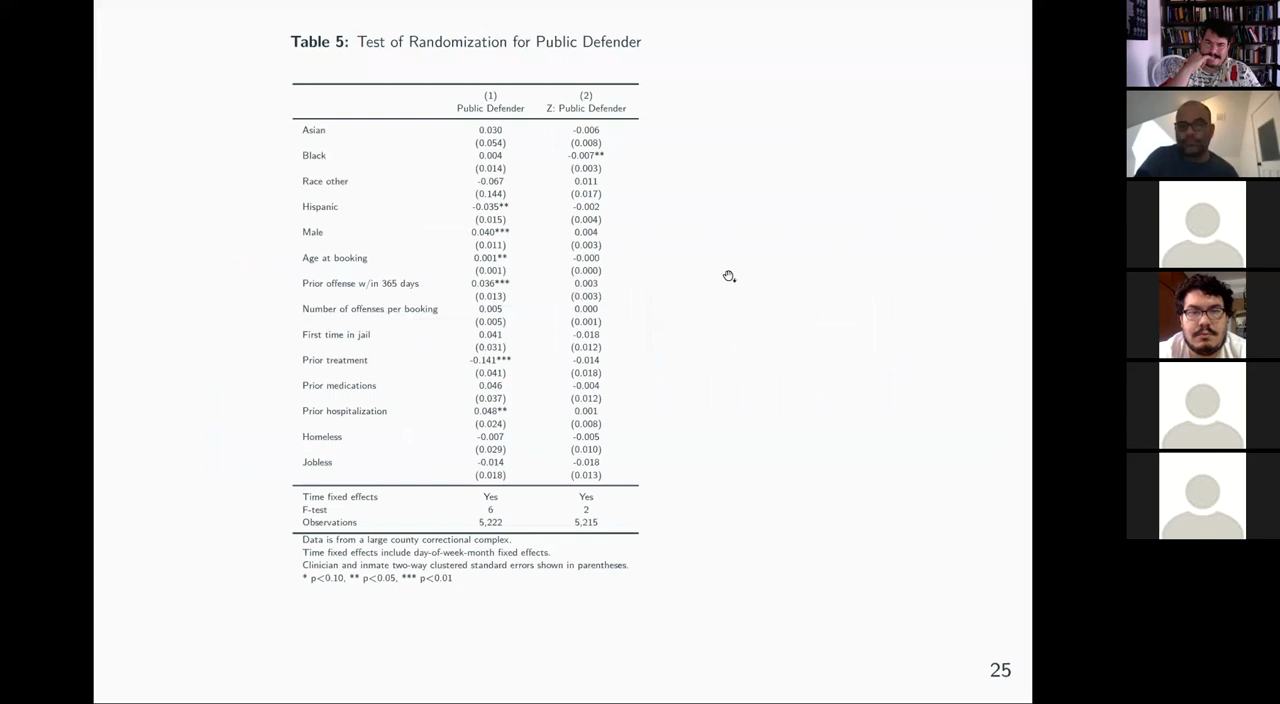 Table 5: Test of Randomization for Public Defender
(1) (2)
Public Defender Z: Public Defender
Asian 0.030 -0.006
(0.054) (0.008)
Black 0.004 -0.007**
(0.014) (0.003)
Race other -0.067 0.011
(0.144) (0.017)
Hispanic -0.035** -0.002
(0.015) (0.004)
Male 0.040*** 0.004
(0.011) (0.003)
Age at booking 0.001** -0.000
(0.001) (0.000)
Prior offense w/in 365 days 0.036*** 0.003
(0.013) (0.003)
Number of offenses per booking 0.005 0.000
(0.005) (0.001)
First time in jail 0.041 -0.018
(0.031) (0.012)
Prior treatment -0.141*** -0.014
(0.041) (0.018)
Prior medications 0.046 -0.004
(0.037) (0.012)
Prior hospitalization 0.048** 0.001
(0.024) (0.008)
Homeless -0.007 -0.005
(0.029) (0.010)
Jobless -0.014 -0.018
(0.018) (0.013)
Time fixed effects Yes Yes
F-test 6 2
Observations 5,222 5,215
Data is from a large county correctional complex.
Time fixed effects include day-of-week-month fixed effects.
Clinician and inmate two-way clustered standard errors shown in parentheses.
* p<0.10, ** p<0.05, *** p<0.01
25